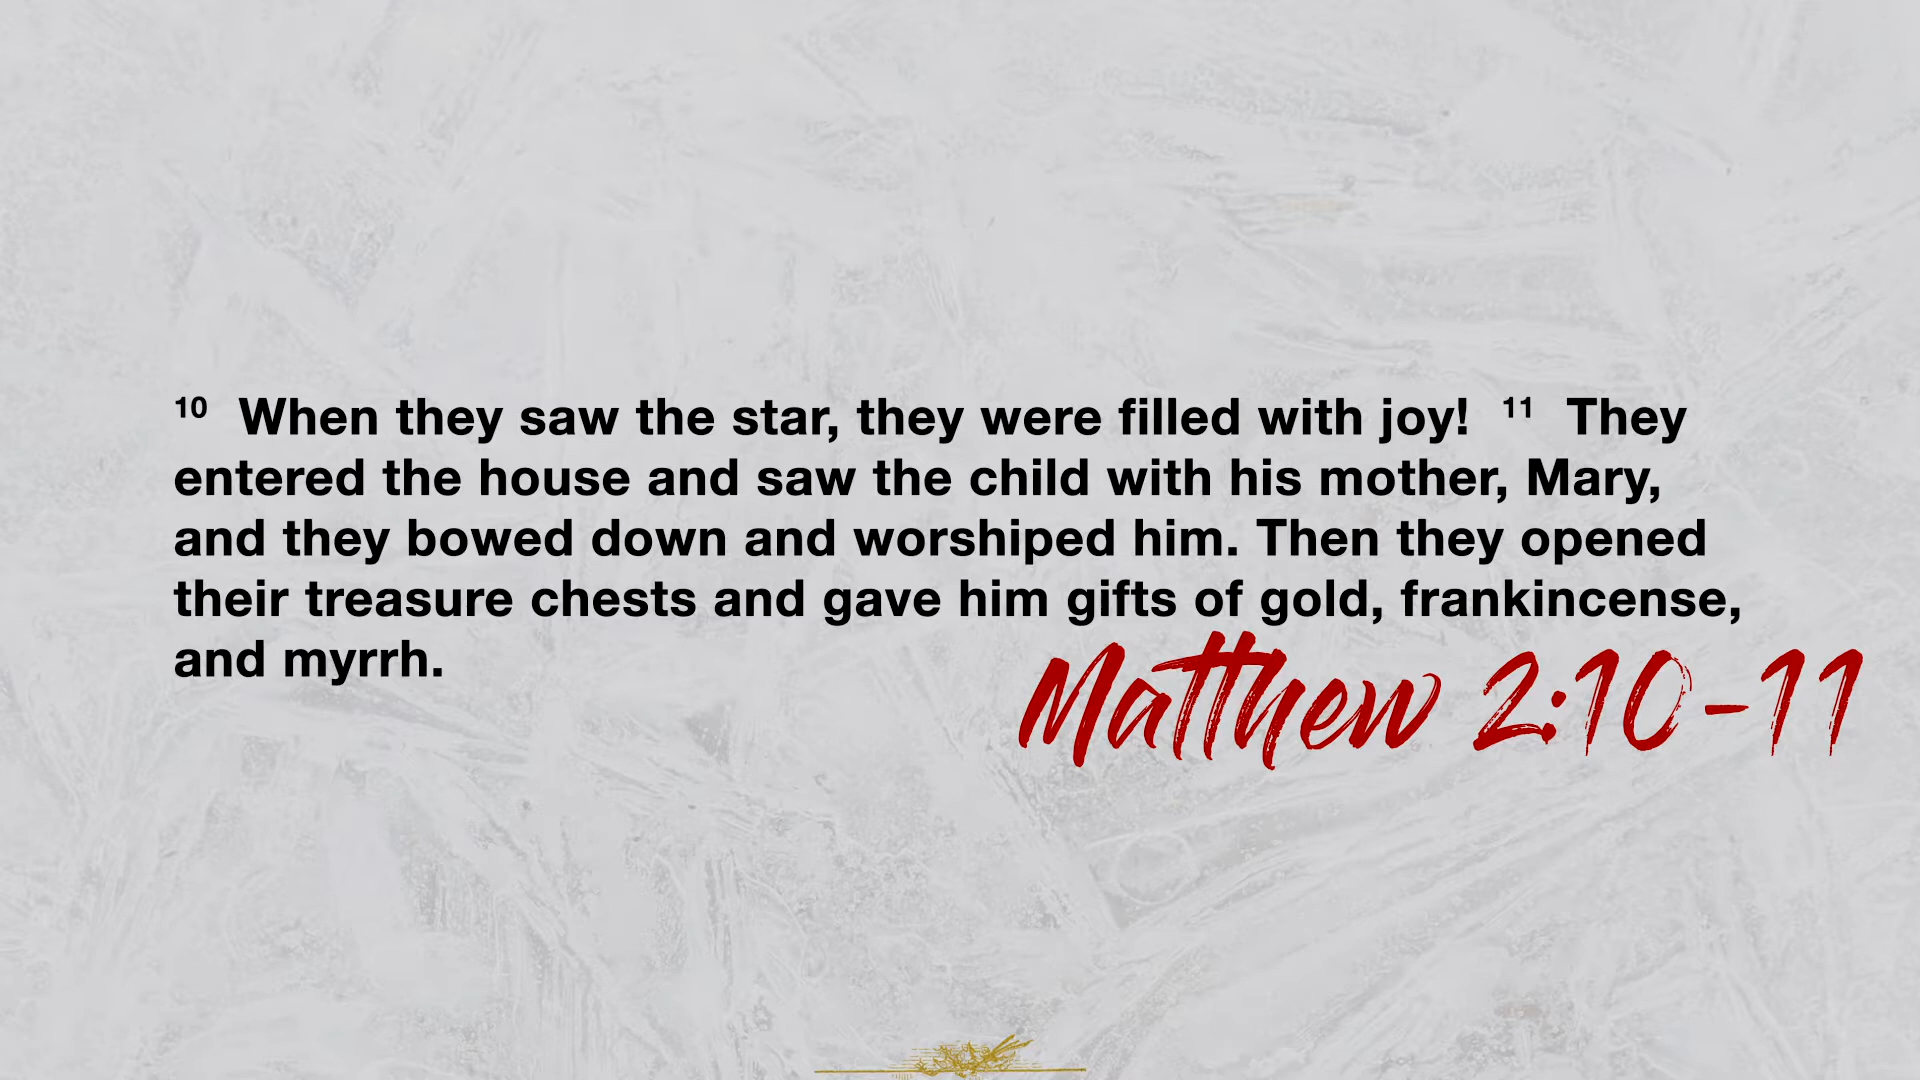 10 When they saw the star, they were filled with joy! 11 They
entered the house and saw the child with his mother, Mary,
and they bowed down and worshiped him. Then they opened
their treasure chests and gave him gifts of gold, frankincense,
and myrrh.
Matthew 2:10-11